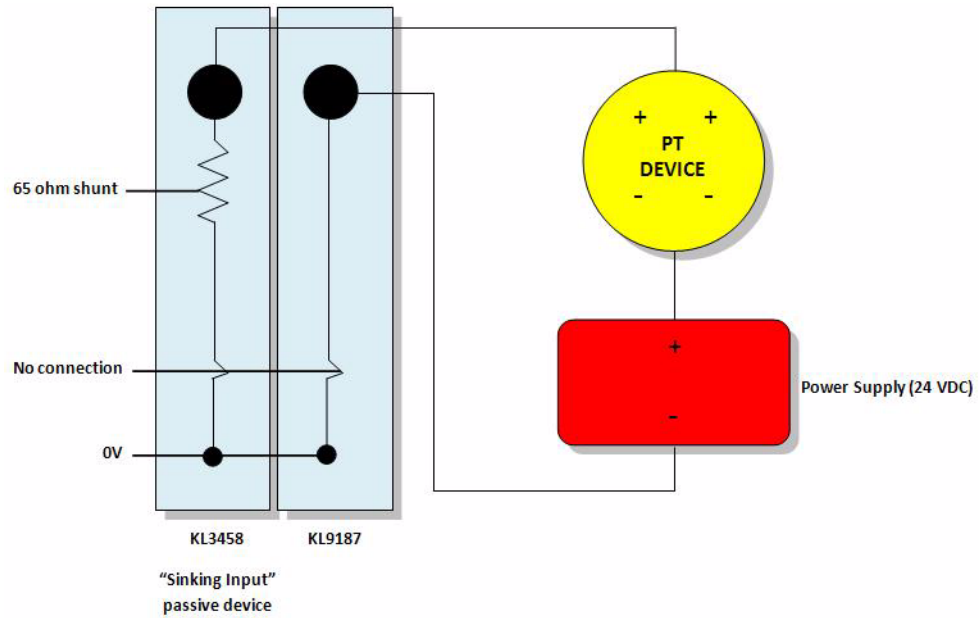 + +
PT
DEVICE
- -
65 ohm shunt
+
No connection
Power Supply (24 VDC)
-
0V
KL3458 KL9187
“Sinking Input”
passive device